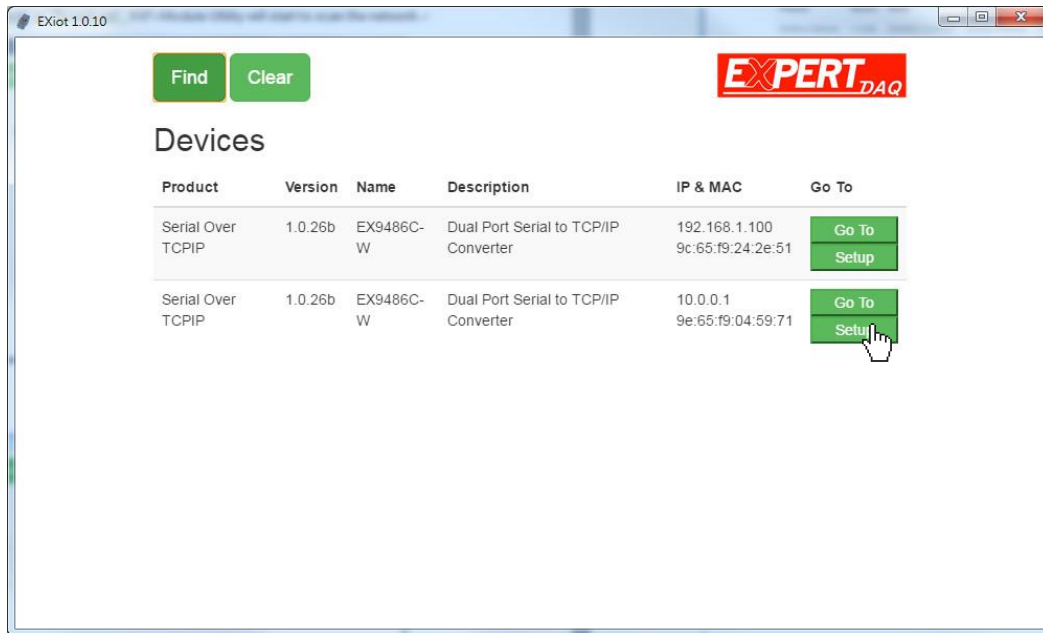 EXiot 1.0.10
Find Clear
EXPERT DAQ
Devices
Product Version Name Description IP & MAC Go To
Serial Over 1.0.26b EX9486C- Dual Port Serial to TCP/IP 192.168.1.100 Go To
TCPIP W Converter 9c:65:f9:24:2e:51 Setup
Serial Over 1.0.26b EX9486C- Dual Port Serial to TCP/IP 10.0.0.1 Go To
TCPIP W Converter 9e:65:f9:04:59:71 Setup